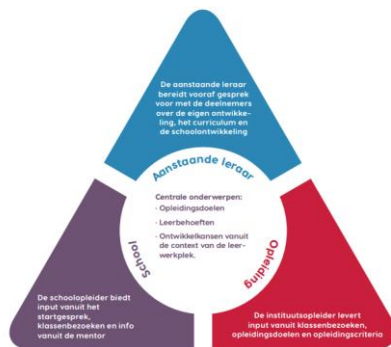 De aanstaande leraar
bereidt vooraf gesprek
voor met de deelnemers
over de eigen ontwikke-
ling, het curriculum en
de schoolontwikkeling
Aanstaande leraar
Centrale onderwerpen:
· Opleidingsdoelen
· Leerbehoeften
· Ontwikkelkansen vanuit
de context van de leer-
werkplek.
School
Opleiding
De schoolopleider biedt
input vanuit het
startgesprek,
klassenbezoeken en info
vanuit de mentor
De instituutsopleider levert
input vanuit klassenbezoeken,
opleidingsdoelen en opleidingscriteria